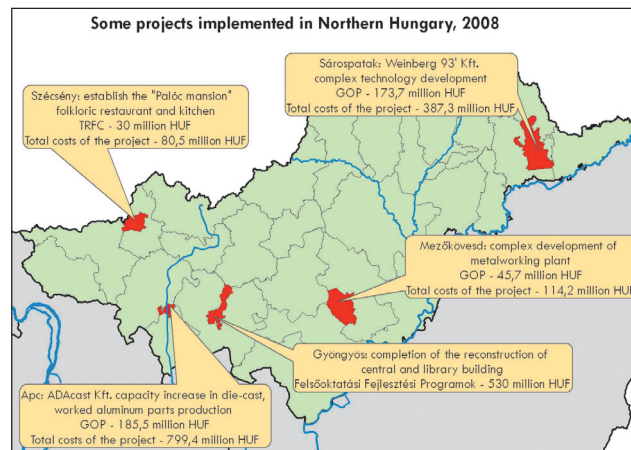 Some projects implemented in Northern Hungary, 2008
Sárospatak: Weinberg 93' Kft.
complex technology development
GOP - 173,7 million HUF
Total costs of the project - 387,3 million HUF
Szécsény: establish the "Palóc mansion"
folkloric restaurant and kitchen
TRFC - 30 million HUF
Total costs of the project - 80,5 million HUF
Mezőkövesd: complex development of
metalworking plant
GOP - 45,7 million HUF
Total costs of the project - 114,2 million HUF
Gyöngyös: completion of the reconstruction of
central and library building
Felsőoktatási Fejlesztési Programok - 530 million HUF
Apc: ADAcast Kft. capacity increase in die-cast,
worked aluminum parts production
GOP - 185,5 million HUF
Total costs of the project - 799,4 million HUF